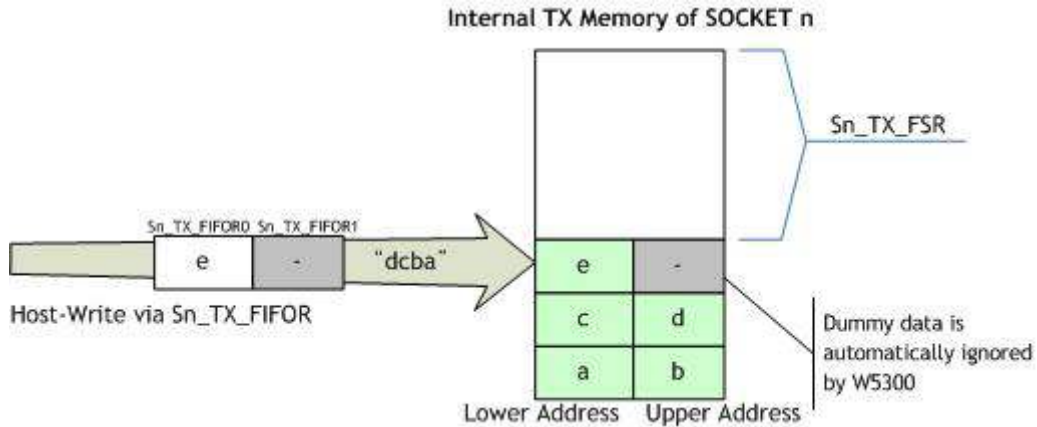 Internal TX Memory of SOCKET n
Sn_TX_FSR
Sn_TX_FIFOR0 Sn_TX_FIFOR1
e
-
"dcba"
e
-
Host-Write via Sn_TX_FIFOR
c
d
a
b
Dummy data is
automatically ignored
by W5300
Lower Address
Upper Address